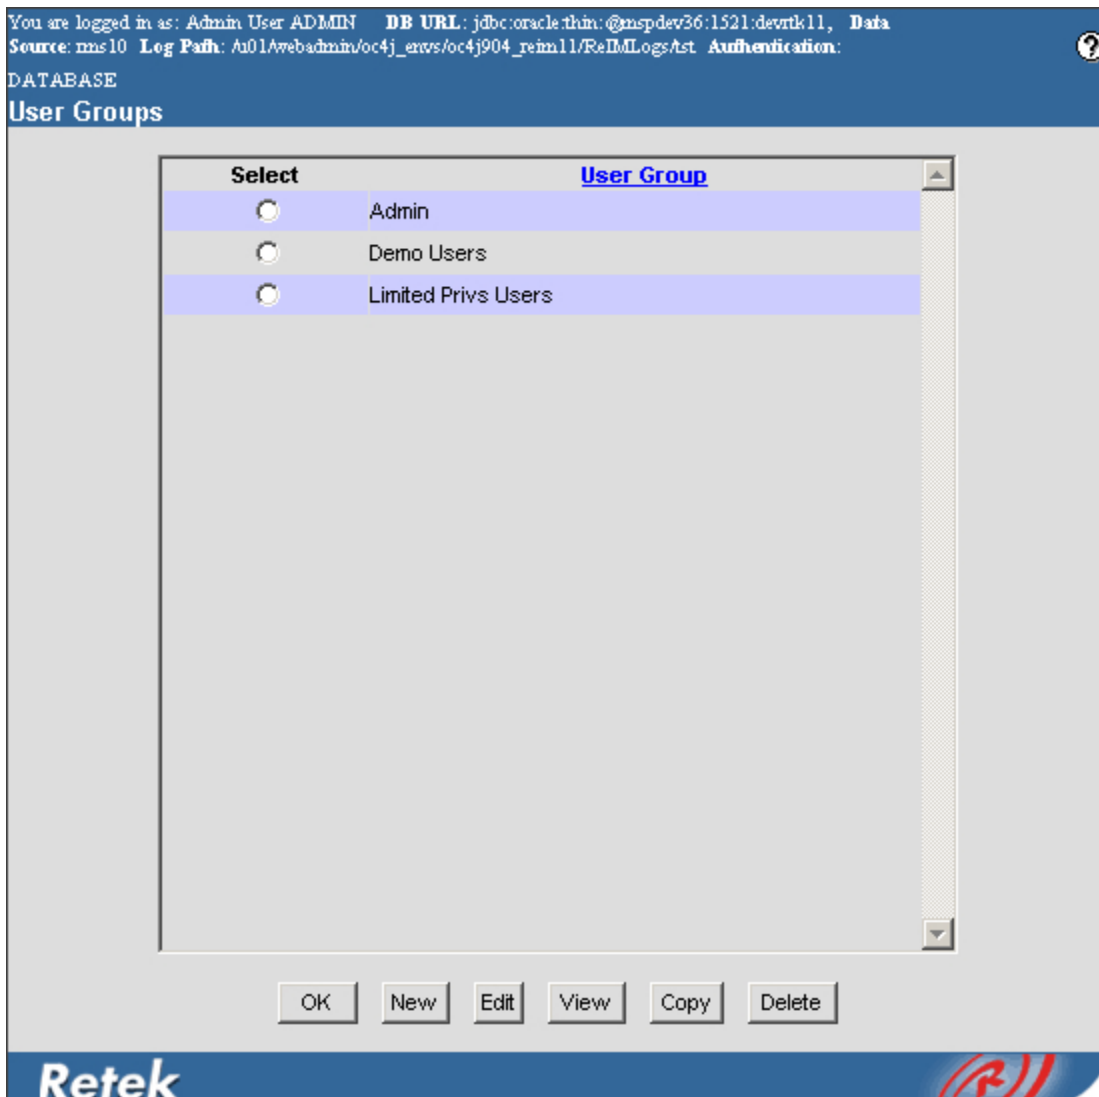 You are logged in as: Admin User ADMIN DB URL: jdbc:oracle:thin:@mspdev36:1521:devrtk11, Data
Source: rms10 Log Path: /u01/webadmin/oc4j_envs/oc4j904_reim11/ReIMLogs/tst Authentication:
DATABASE
User Groups
Select User Group
Admin
Demo Users
Limited Privs Users
OK New Edit View Copy Delete
Retek